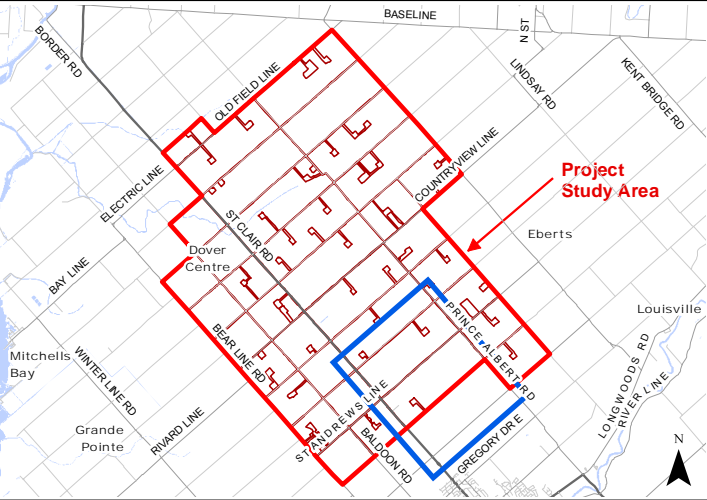 BASELINE
N ST
BORDER RD
LINDSAY RD
KENT BRIDGE RD
OLD FIELD LINE
COUNTRYVIEW LINE
Project
Study Area
ELECTRIC LINE
ST CLAIR RD
Eberts
Dover
Centre
BAY LINE
Louisville
PRINCE ALBERT RD
BEAR LINE RD
Mitchells
Bay
WINTER LINE RD
LONGWOODS RD
RIVER LINE
ST ANDREWS LINE
RIVARD LINE
Grande
Pointe
BALDOON RD
GREGORY DR E
N